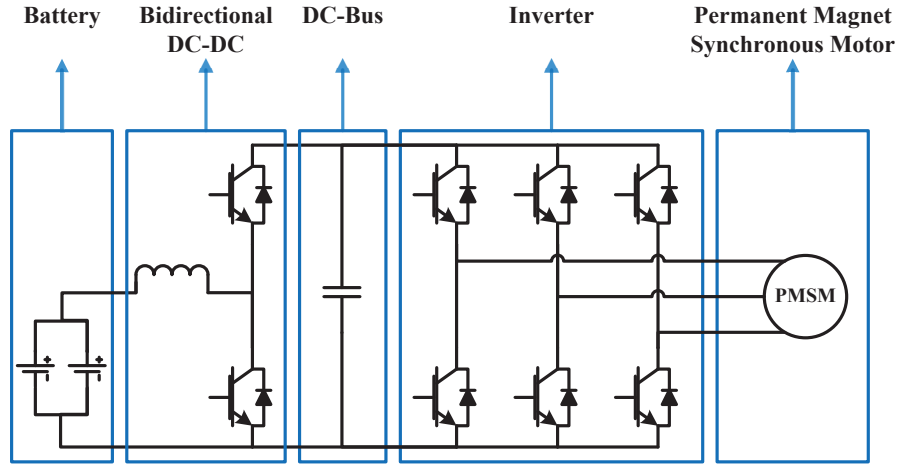 Battery
Bidirectional
DC-DC
DC-Bus
Inverter
Permanent Magnet
Synchronous Motor
PMSM
+
+